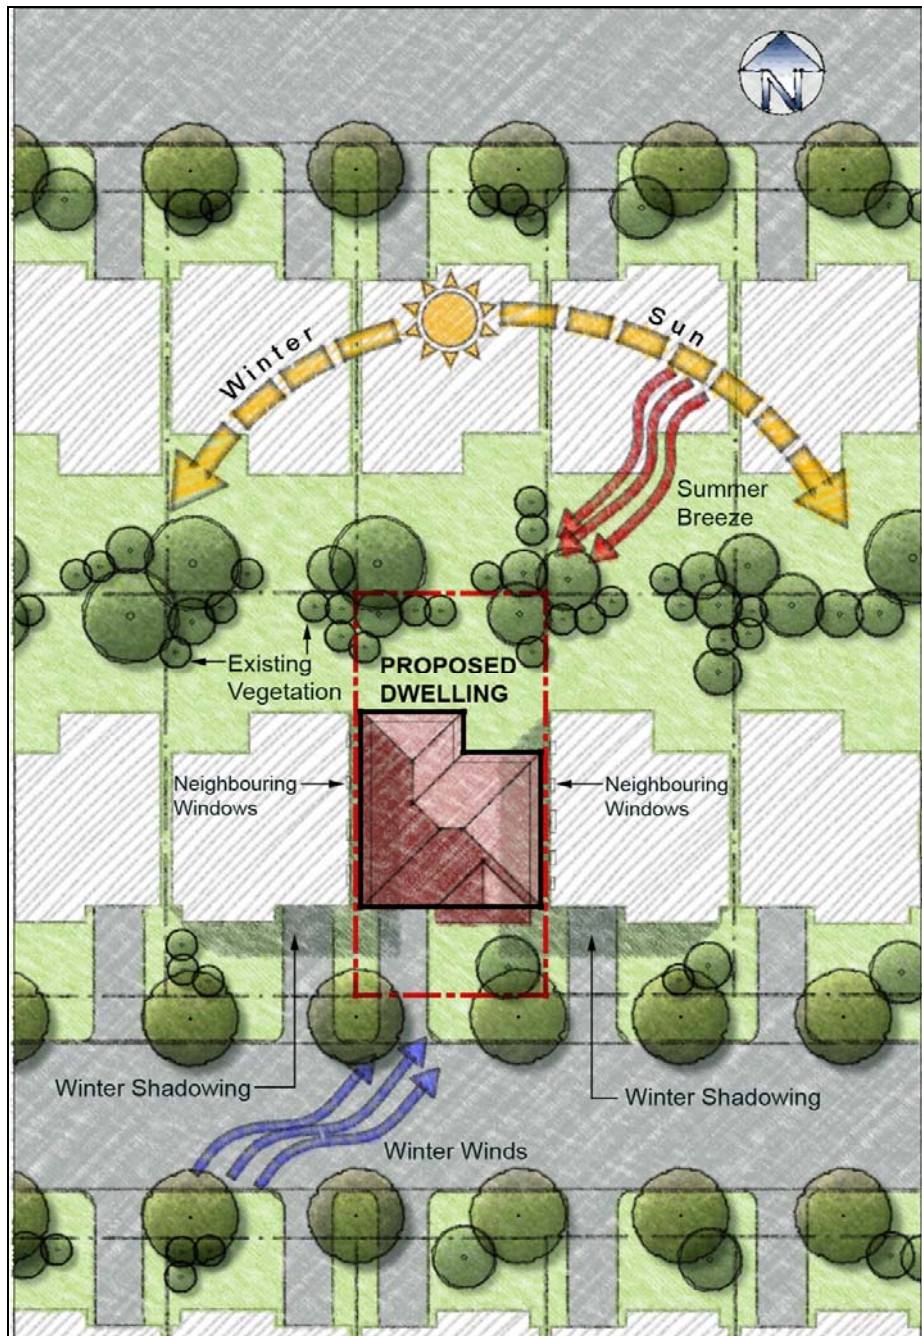 N
Winter
Sun
Summer
Breeze
Existing
Vegetation
PROPOSED
DWELLING
Neighbouring
Windows
Neighbouring
Windows
Winter Shadowing
Winter Shadowing
Winter Winds